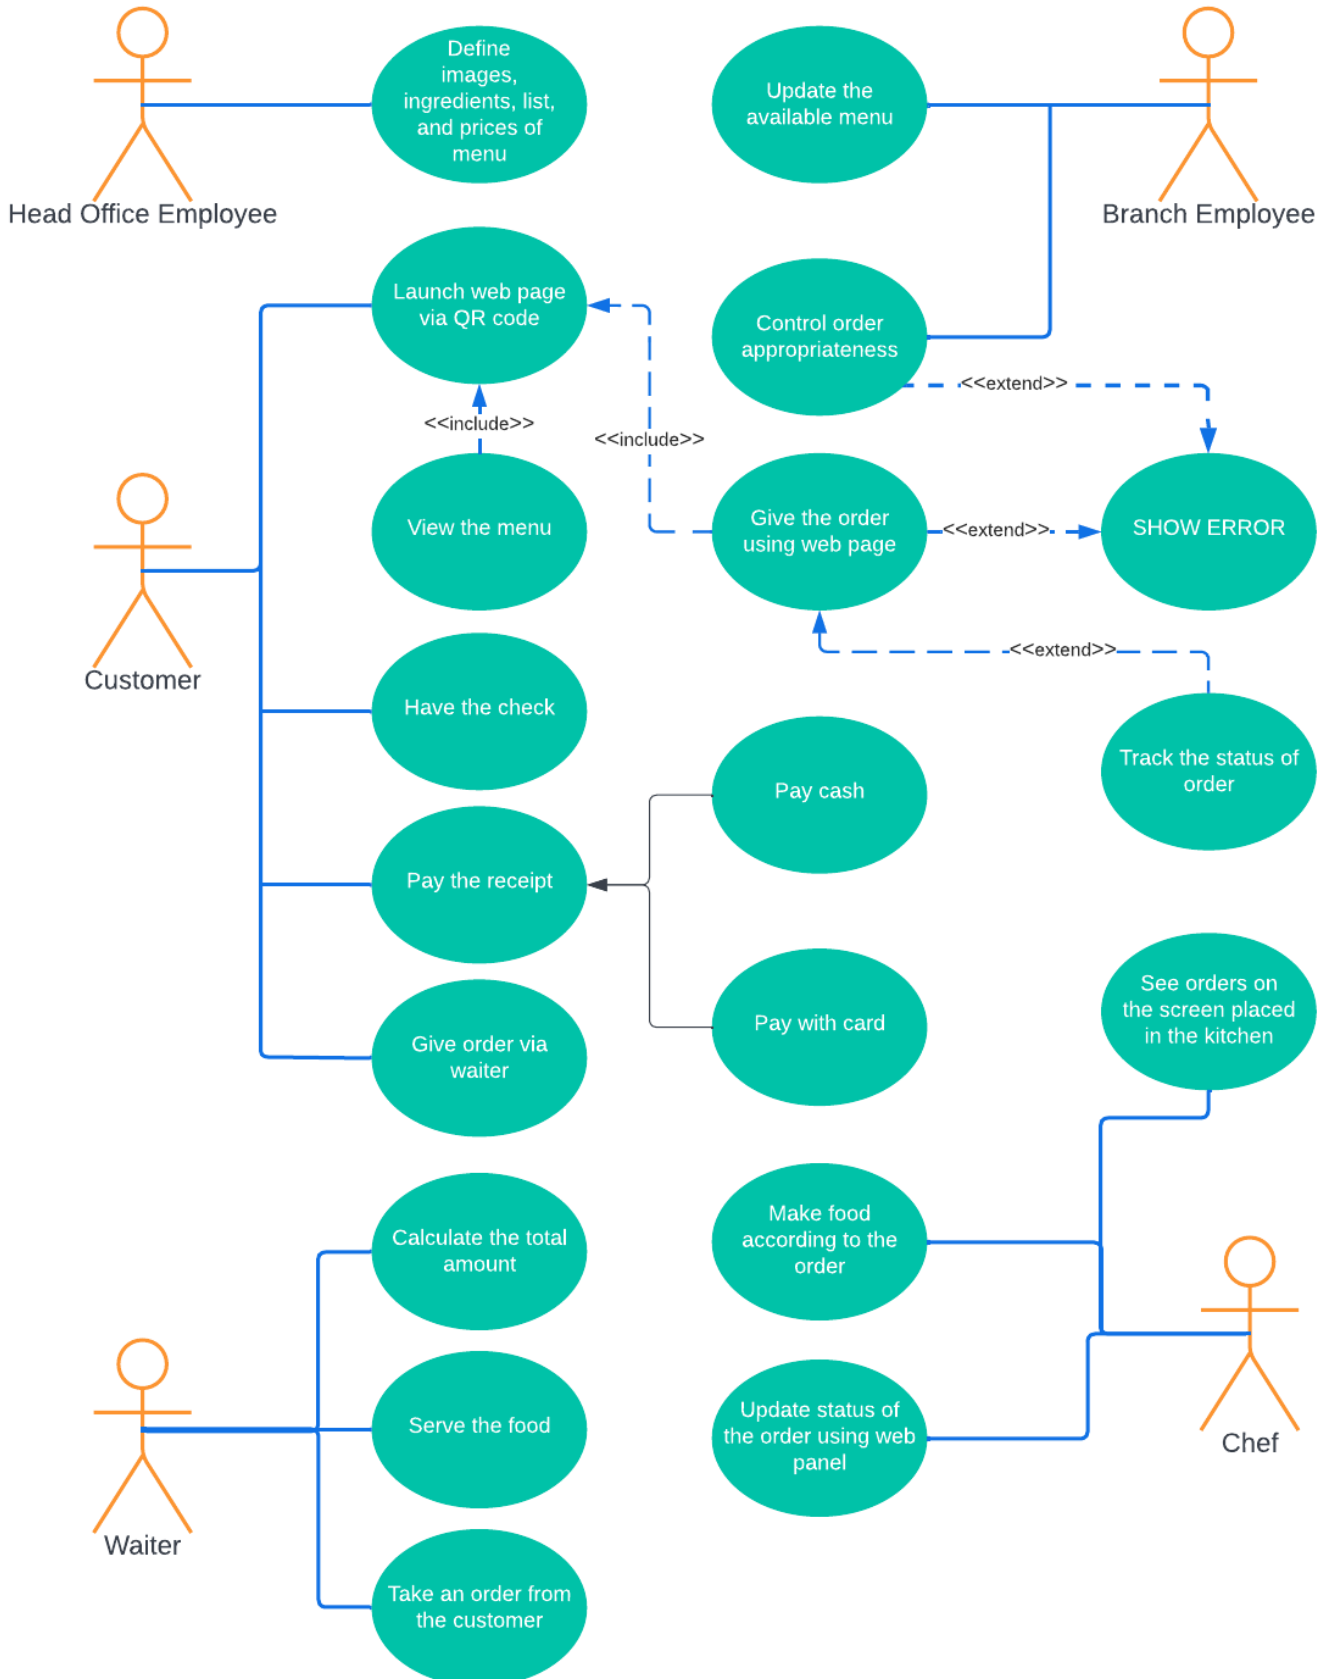 Define
images,
ingredients, list,
and prices of
menu
Update the
available menu
Head Office Employee
Branch Employee
Launch web page
via QR code
Control order
appropriateness
<<extend>>
<<include>>
<<include>>
View the menu
Give the order
using web page
<<extend>>
SHOW ERROR
Customer
<<extend>>
Have the check
Track the status of
order
Pay cash
Pay the receipt
Pay with card
See orders on
the screen placed
in the kitchen
Give order via
waiter
Calculate the total
amount
Make food
according to the
order
Serve the food
Update status of
the order using web
panel
Chef
Waiter
Take an order from
the customer